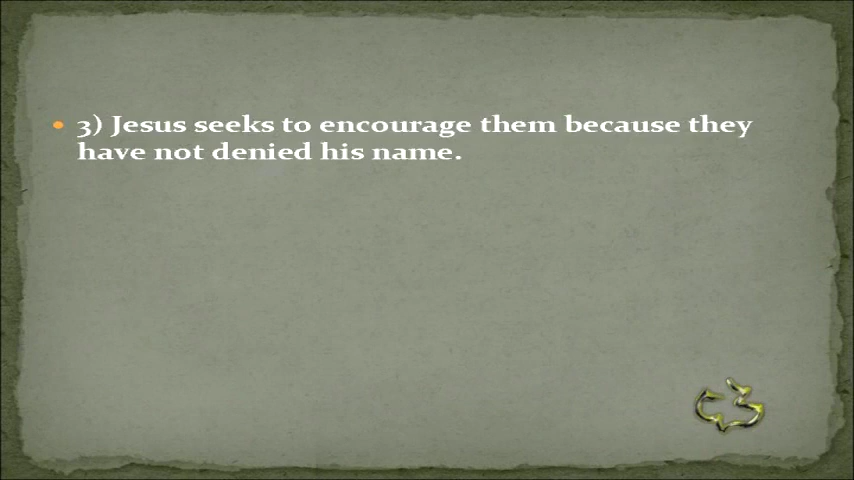 • 3) Jesus seeks to encourage them because they
have not denied his name.